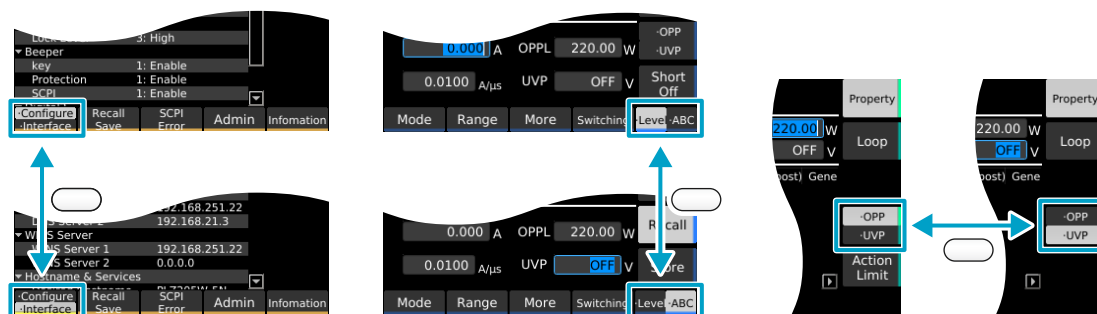 3: High
Beeper
key 1: Enable
Protection 1: Enable
SCPI 1: Enable
·Configure
·Interface
Recall
Save
SCPI
Error
Admin
Infomation
192.168.251.22
192.168.21.3
Server 1 192.168.251.22
Server 2 0.0.0.0
Hostname & Services
·Configure
·Interface
Recall
Save
SCPI
Error
Admin
Infomation
0.000 A OPPL 220.00 W
0.0100 A/μs UVP OFF V
·OPP
·UVP
Short
Off
Mode Range More Switching ·Level ·ABC
0.000 A OPPL 220.00 W
0.0100 A/μs UVP OFF V
Mode Range More Switching ·Level ·ABC
220.00 W
OFF V
Gene
Property
Loop
·OPP
·UVP
Action
Limit
220.00 W
OFF V
Gene
Property
Loop
·OPP
·UVP